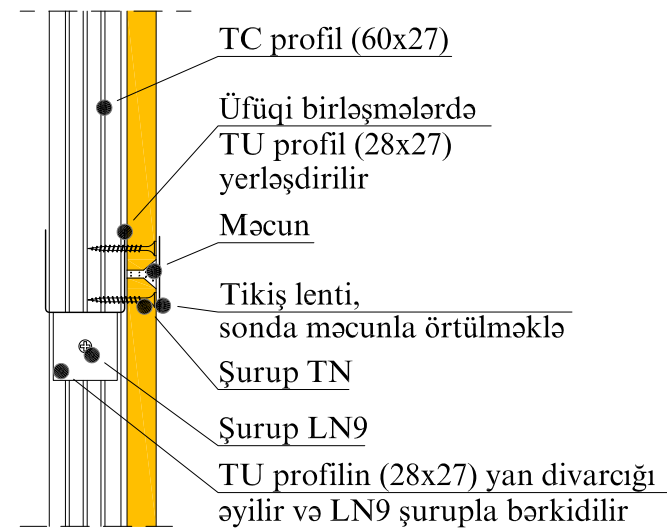 TC profil (60x27)
Üfüqi birləşmələrdə
TU profil (28x27)
yerləşdirilir
Məcun
Tikiş lenti,
sonda məcunla örtülməklə
Şurup TN
Şurup LN9
TU profilin (28x27) yan divarcığı
əyilir və LN9 şurupla bərkidilir